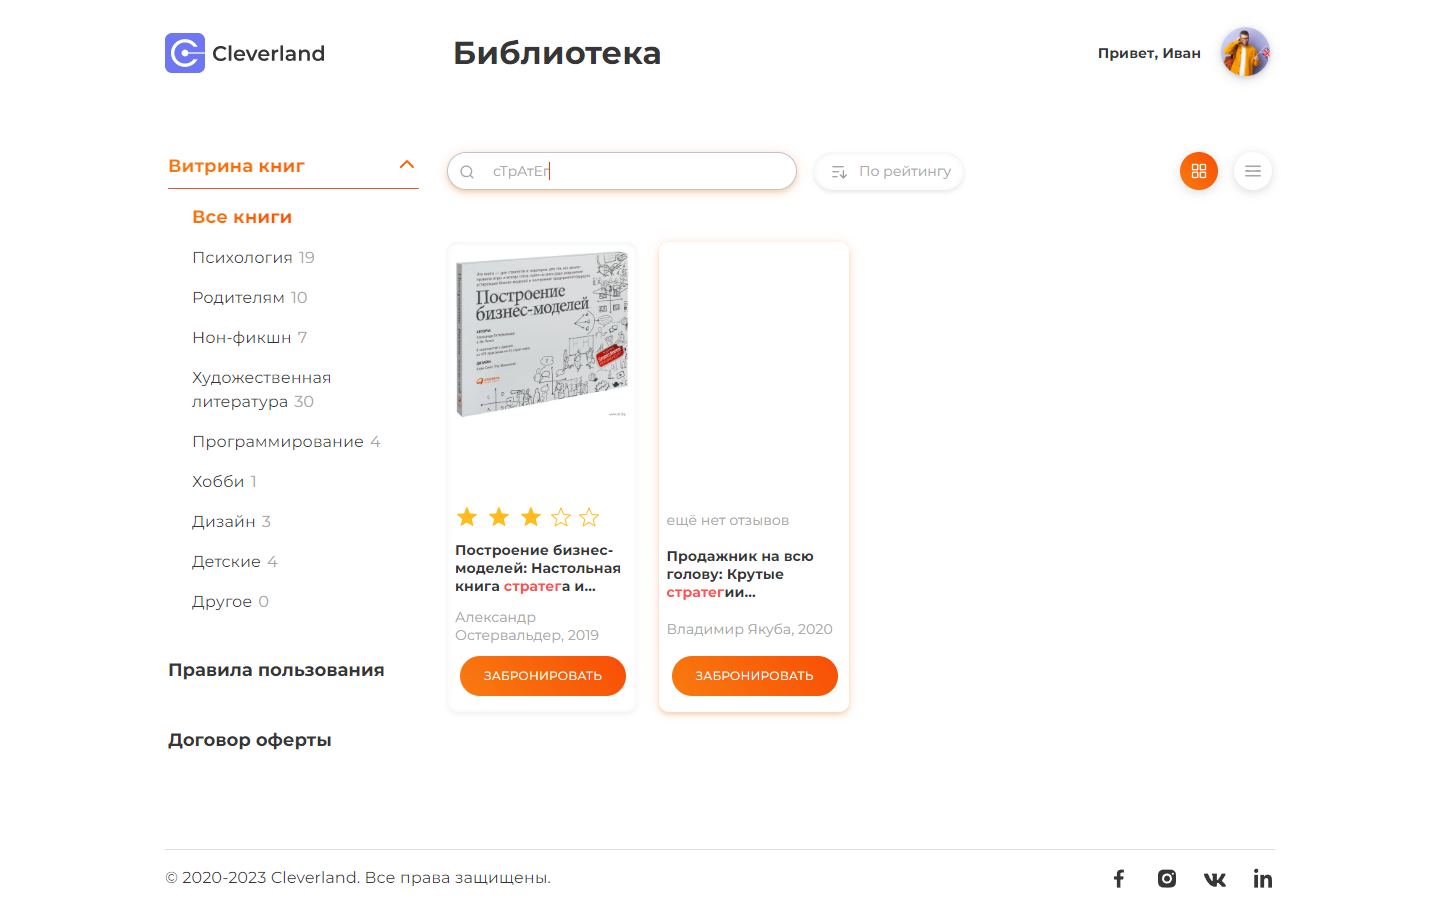 Cleverland
Библиотека
Привет, Иван
Витрина книг
Все книги
Психология 19
Родителям 10
Нон-фикшн 7
Художественная
литература 30
Программирование 4
Хобби 1
Дизайн 3
Детские 4
Другое 0
Правила пользования
Договор оферты
сТрАтЕг
По рейтингу
Построение
бизнес-моделей
Построение бизнес-
моделей: Настольная
книга стратега и...
Александр
Остервальдер, 2019
ЗАБРОНИРОВАТЬ
ещё нет отзывов
Продажник на всю
голову: Крутые
стратегии...
Владимир Якуба, 2020
ЗАБРОНИРОВАТЬ
© 2020-2023 Cleverland. Все права защищены.